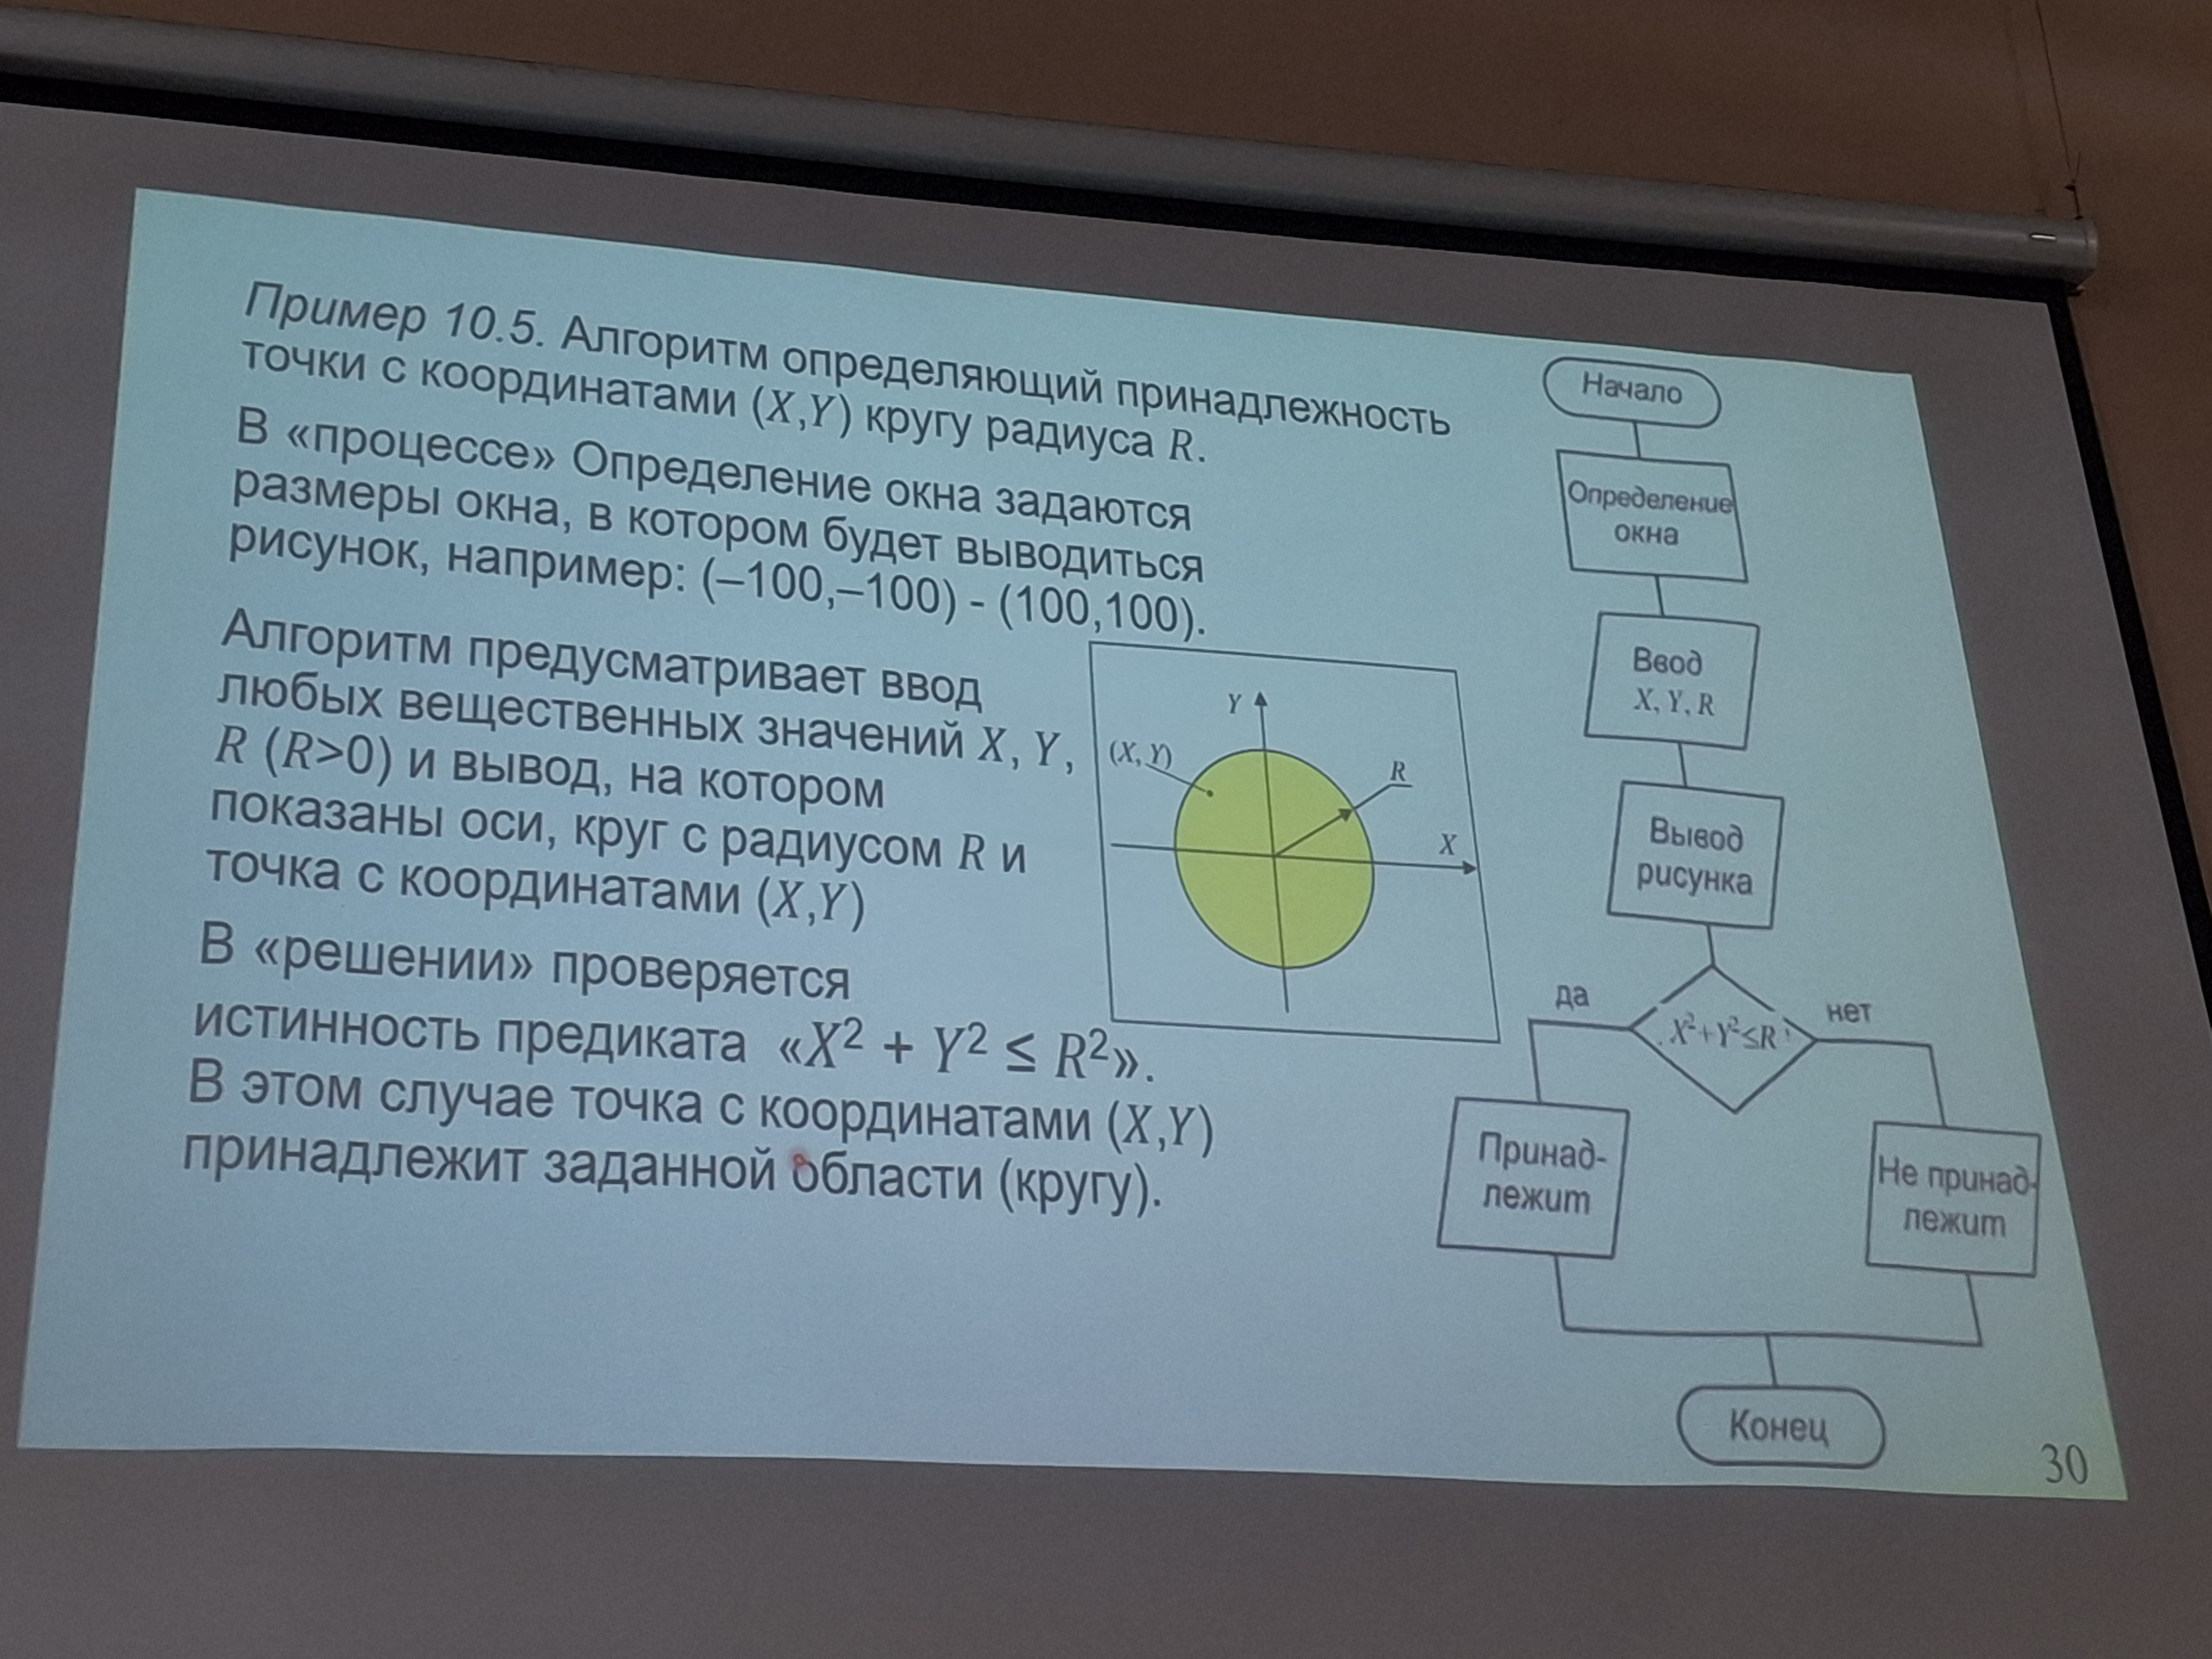 Пример 10.5. Алгоритм определяющий принадлежность
точки с координатами (X,Y) кругу радиуса R.
В «процессе» Определение окна задаются
размеры окна, в котором будет выводиться
рисунок, например: (–100,–100) - (100,100).
Алгоритм предусматривает ввод
любых вещественных значений X, Y,
R (R>0) и вывод, на котором
показаны оси, круг с радиусом R и
точка с координатами (X,Y)
В «решении» проверяется
истинность предиката «X² + Y² ≤ R²».
В этом случае точка с координатами (X,Y)
принадлежит заданной области (кругу).
Y
(X, Y)
R
X
Начало
Определение
окна
Ввод
X, Y, R
Вывод
рисунка
да
X²+Y²≤R
нет
Принад-
лежит
Не принад-
лежит
Конец
30